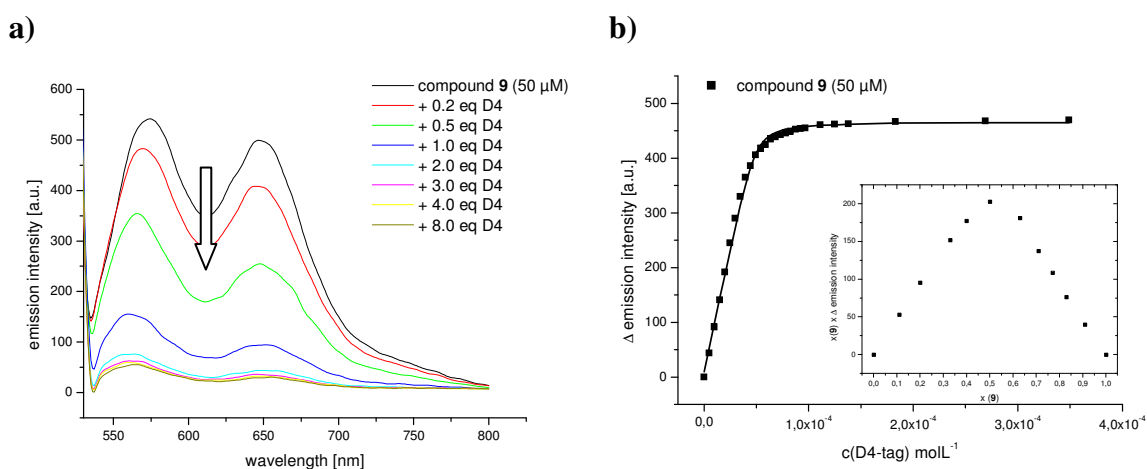 a)
600
500
400
300
200
100
0
550
600
650
700
750
800
emission intensity [a.u.]
wavelength [nm]
compound 9 (50 µM)
+ 0.2 eq D4
+ 0.5 eq D4
+ 1.0 eq D4
+ 2.0 eq D4
+ 3.0 eq D4
+ 4.0 eq D4
+ 8.0 eq D4
b)
compound 9 (50 µM)
500
400
300
200
100
0
0,0
1,0x10-4
2,0x10-4
3,0x10-4
4,0x10-4
Δ emission intensity [a.u.]
c(D4-tag) molL-1
200
150
100
50
0
0,0
0,1
0,2
0,3
0,4
0,5
0,6
0,7
0,8
0,9
1,0
x(9) x Δ emission intensity
x (9)